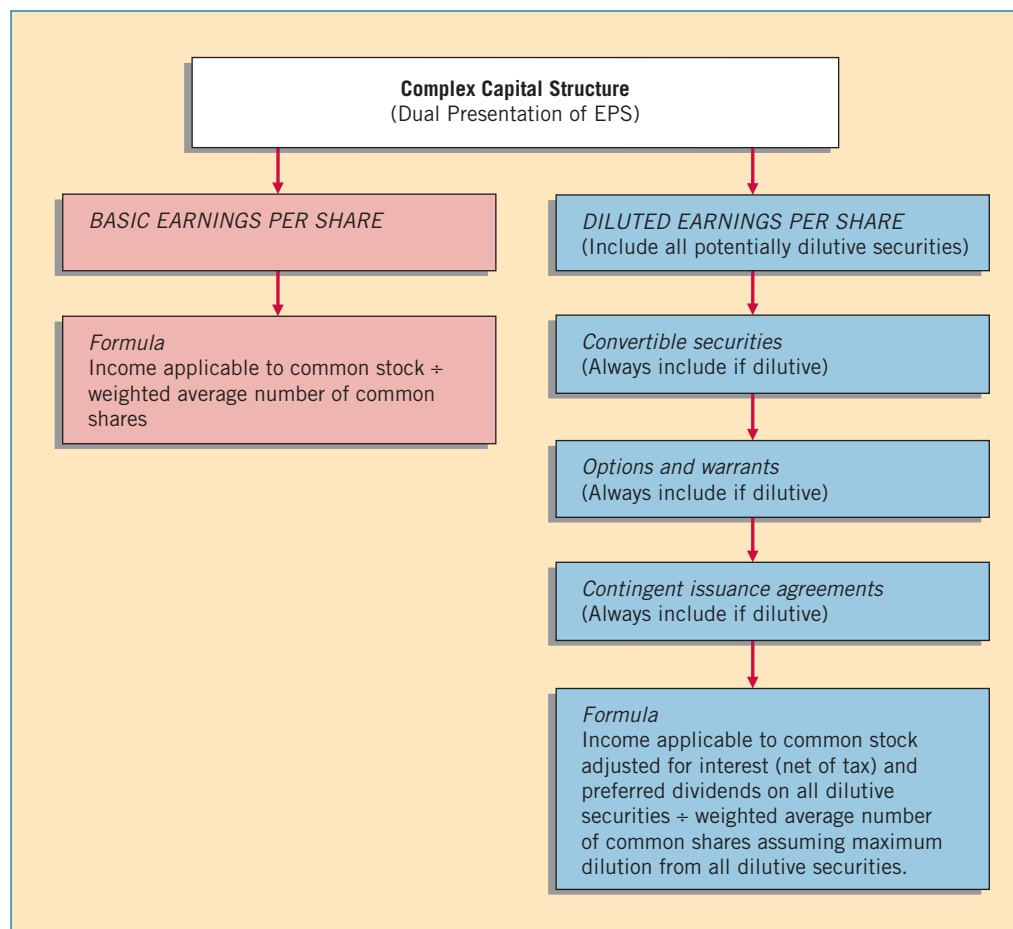 Complex Capital Structure
(Dual Presentation of EPS)
BASIC EARNINGS PER SHARE
Formula
Income applicable to common stock ÷
weighted average number of common
shares
DILUTED EARNINGS PER SHARE
(Include all potentially dilutive securities)
Convertible securities
(Always include if dilutive)
Options and warrants
(Always include if dilutive)
Contingent issuance agreements
(Always include if dilutive)
Formula
Income applicable to common stock
adjusted for interest (net of tax) and
preferred dividends on all dilutive
securities ÷ weighted average number
of common shares assuming maximum
dilution from all dilutive securities.